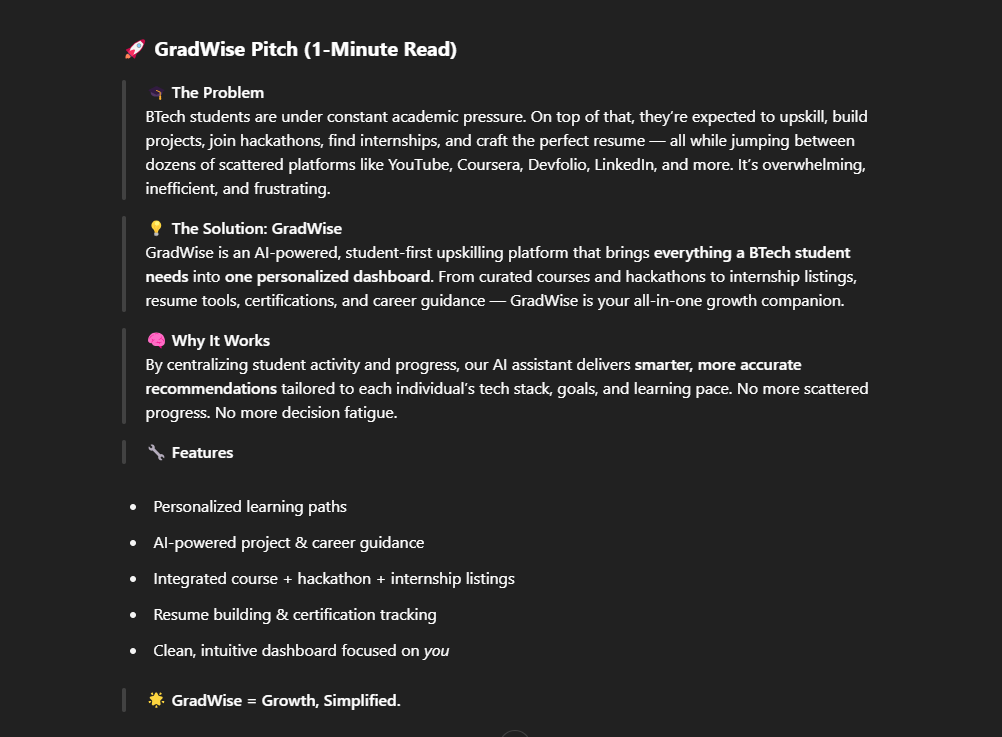 🚀 GradWise Pitch (1-Minute Read)
🎓 The Problem
BTech students are under constant academic pressure. On top of that, they’re expected to upskill, build
projects, join hackathons, find internships, and craft the perfect resume — all while jumping between
dozens of scattered platforms like YouTube, Coursera, Devfolio, LinkedIn, and more. It’s overwhelming,
inefficient, and frustrating.
💡 The Solution: GradWise
GradWise is an AI-powered, student-first upskilling platform that brings everything a BTech student
needs into one personalized dashboard. From curated courses and hackathons to internship listings,
resume tools, certifications, and career guidance — GradWise is your all-in-one growth companion.
🧠 Why It Works
By centralizing student activity and progress, our AI assistant delivers smarter, more accurate
recommendations tailored to each individual’s tech stack, goals, and learning pace. No more scattered
progress. No more decision fatigue.
🔧 Features
• Personalized learning paths
• AI-powered project & career guidance
• Integrated course + hackathon + internship listings
• Resume building & certification tracking
• Clean, intuitive dashboard focused on you
🌟 GradWise = Growth, Simplified.